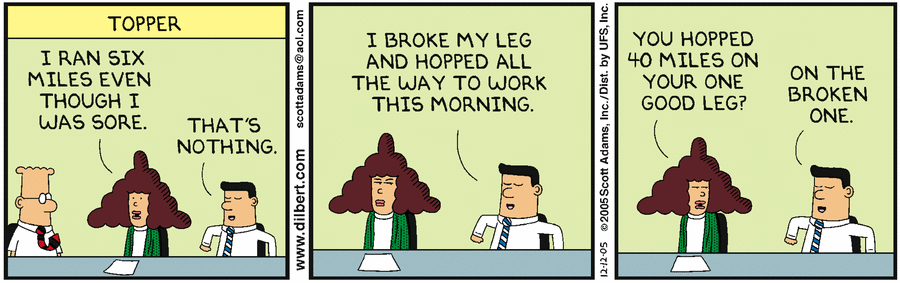 TOPPER
I RAN SIX
MILES EVEN
THOUGH I
WAS SORE.
THAT'S
NOTHING.
www.dilbert.com
scottadams@aol.com
I BROKE MY LEG
AND HOPPED ALL
THE WAY TO WORK
THIS MORNING.
12-12-05 © 2005 Scott Adams, Inc./Dist. by UFS, Inc.
YOU HOPPED
40 MILES ON
YOUR ONE
GOOD LEG?
ON THE
BROKEN
ONE.